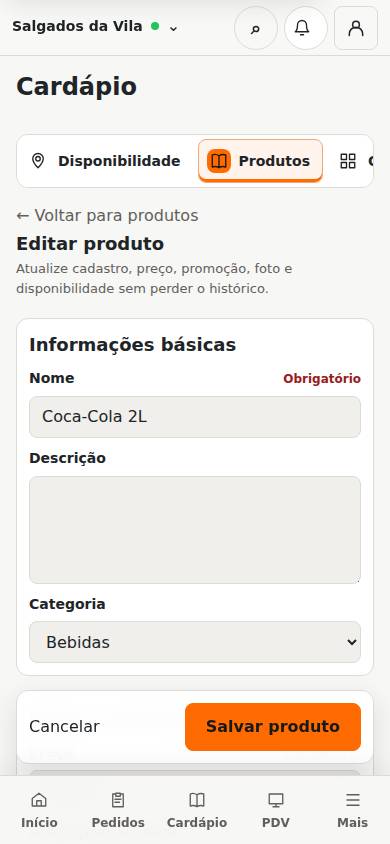 Salgados da Vila
Cardápio
Disponibilidade
Produtos
← Voltar para produtos
Editar produto
Atualize cadastro, preço, promoção, foto e
disponibilidade sem perder o histórico.
Informações básicas
Nome
Obrigatório
Coca-Cola 2L
Descrição
Categoria
Bebidas
Cancelar
Salvar produto
Início
Pedidos
Cardápio
PDV
Mais